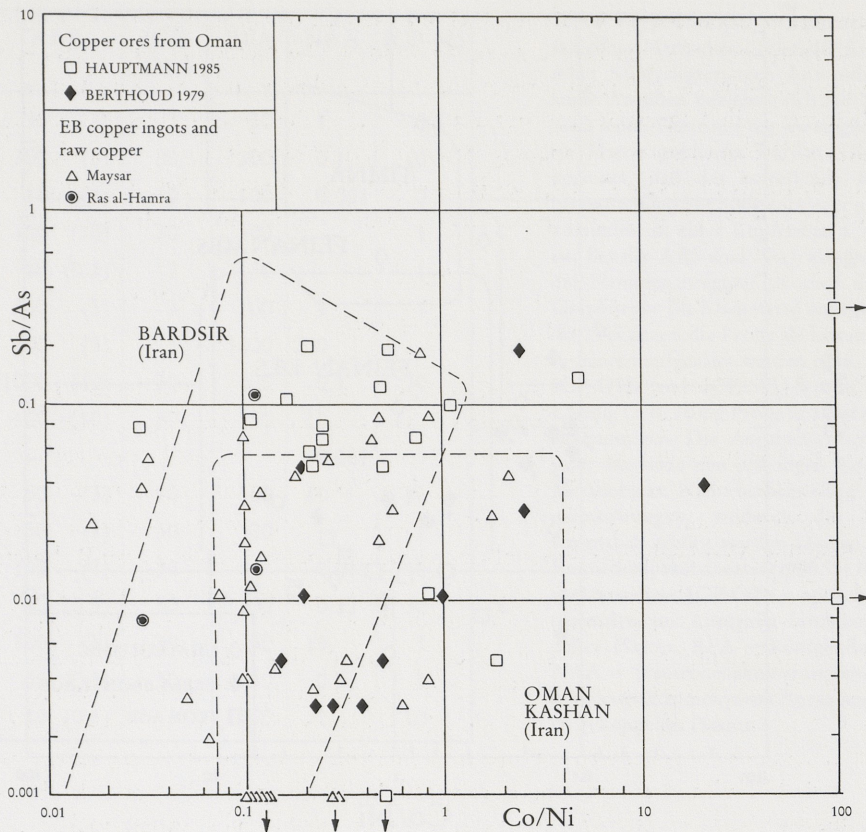 10
Copper ores from Oman
HAUPTMANN 1985
BERTHOUD 1979
EB copper ingots and
raw copper
Maysar
Ras al-Hamra
1
Sb/As
BARDSIR
(Iran)
0.1
0.01
OMAN
KASHAN
(Iran)
0.001
0.01
0.1
1
Co/Ni
10
100